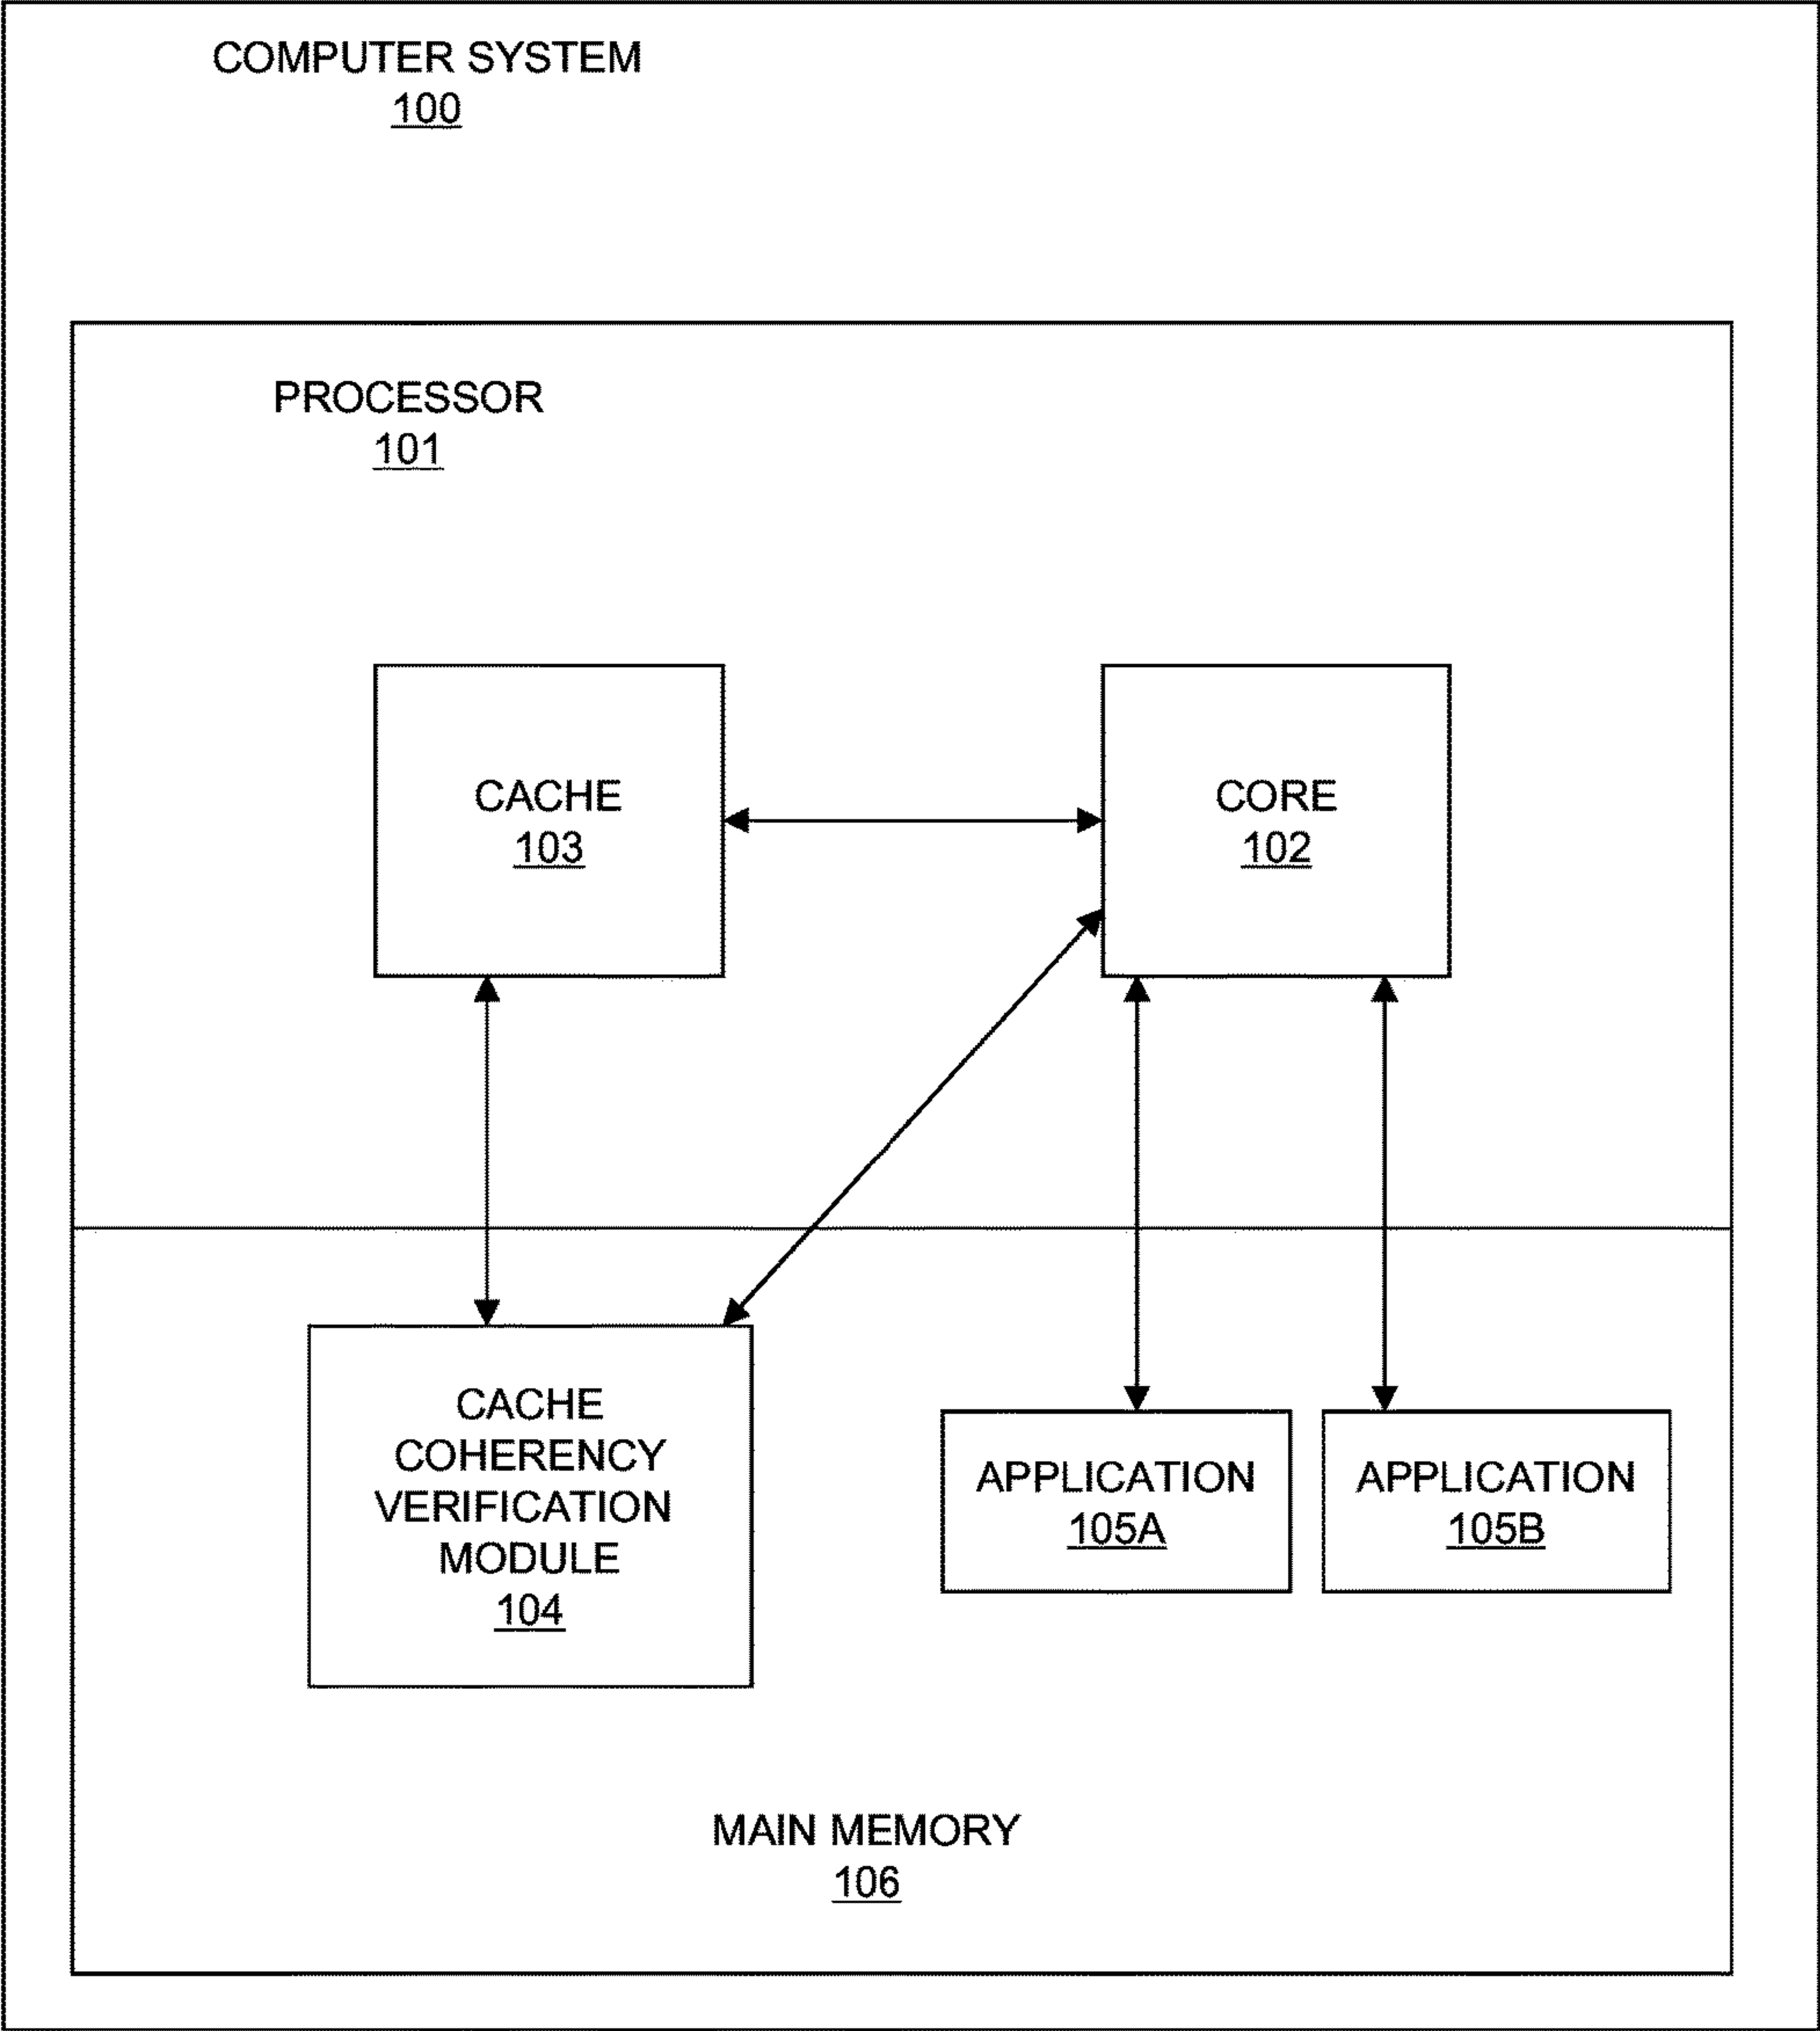 COMPUTER SYSTEM
100
PROCESSOR
101
CACHE
103
CORE
102
CACHE
COHERENCY
VERIFICATION
MODULE
104
APPLICATION
105A
APPLICATION
105B
MAIN MEMORY
106